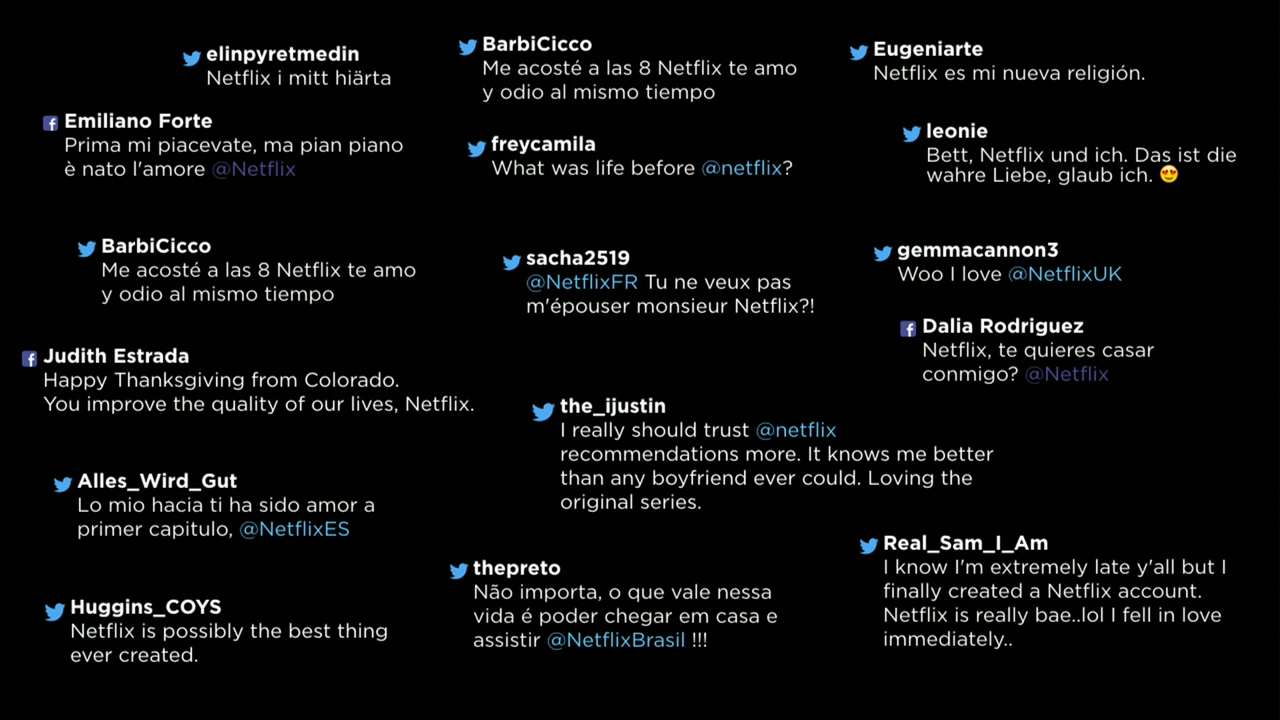 elinpyretmedin
Netflix i mitt hiärta
BarbiCicco
Me acosté a las 8 Netflix te amo
y odio al mismo tiempo
Eugeniarte
Netflix es mi nueva religión.
Emiliano Forte
Prima mi piacevate, ma pian piano
è nato l'amore @Netflix
freycamila
What was life before @netflix?
leonie
Bett, Netflix und ich. Das ist die
wahre Liebe, glaub ich. 😍
BarbiCicco
Me acosté a las 8 Netflix te amo
y odio al mismo tiempo
sacha2519
@NetflixFR Tu ne veux pas
m'épouser monsieur Netflix?!
gemmacannon3
Woo I love @NetflixUK
Dalia Rodriguez
Netflix, te quieres casar
conmigo? @Netflix
Judith Estrada
Happy Thanksgiving from Colorado.
You improve the quality of our lives, Netflix.
the_ijustin
I really should trust @netflix
recommendations more. It knows me better
than any boyfriend ever could. Loving the
original series.
Alles_Wird_Gut
Lo mio hacia ti ha sido amor a
primer capitulo, @NetflixES
thepreto
Não importa, o que vale nessa
vida é poder chegar em casa e
assistir @NetflixBrasil !!!
Real_Sam_I_Am
I know I'm extremely late y'all but I
finally created a Netflix account.
Netflix is really bae..lol I fell in love
immediately..
Huggins_COYS
Netflix is possibly the best thing
ever created.